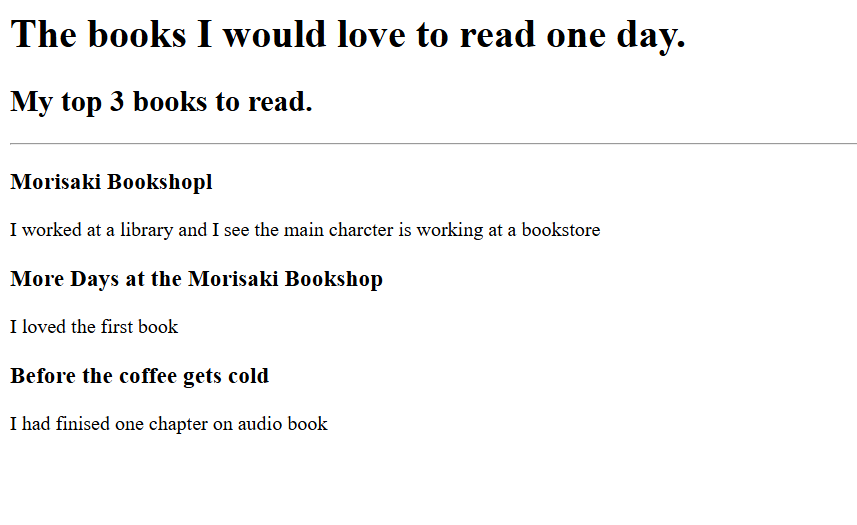 The books I would love to read one day.
My top 3 books to read.
Morisaki Bookshopl
I worked at a library and I see the main charcter is working at a bookstore
More Days at the Morisaki Bookshop
I loved the first book
Before the coffee gets cold
I had finised one chapter on audio book